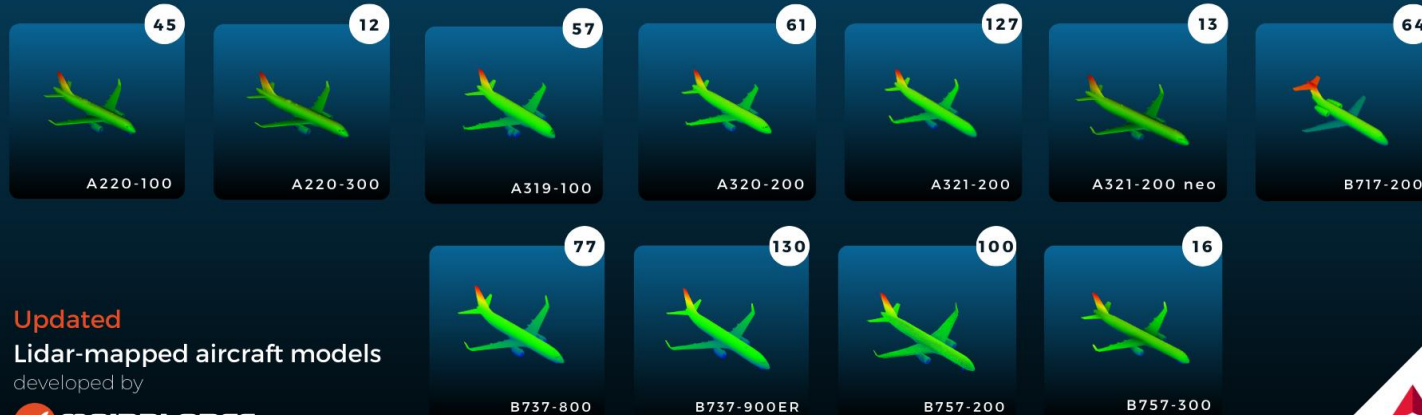 45
12
57
61
127
13
64
A220-100
A220-300
A319-100
A320-200
A321-200
A321-200 neo
B717-200
77
130
100
16
Updated
Lidar-mapped aircraft models
developed by
B737-800
B737-900ER
B757-200
B757-300